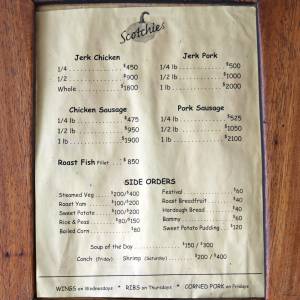 Scotchies
Jerk Chicken
1/4 $450
1/2 $900
Whole $1800
Jerk Pork
1/4 lb $500
1/2 lb $1000
1 lb $2000
Chicken Sausage
1/4 lb $475
1/2 lb $950
1 lb $1900
Pork Sausage
1/4 lb $525
1/2 lb $1050
1 lb $2100
Roast Fish Fillet $850
SIDE ORDERS
Steamed Veg $200/$400
Roast Yam $100/$200
Sweet Potato $100/$200
Rice & Peas $80/$150
Boiled Corn $80
Festival $60
Roast Breadfruit $40
Hardough Bread $40
Bammy $60
Sweet Potato Pudding $120
Soup of the Day $150 / $300
Conch (Friday) Shrimp (Saturday) $200 / $400
WINGS on Wednesdays * RIBS on Thursdays * CORNED PORK on Fridays